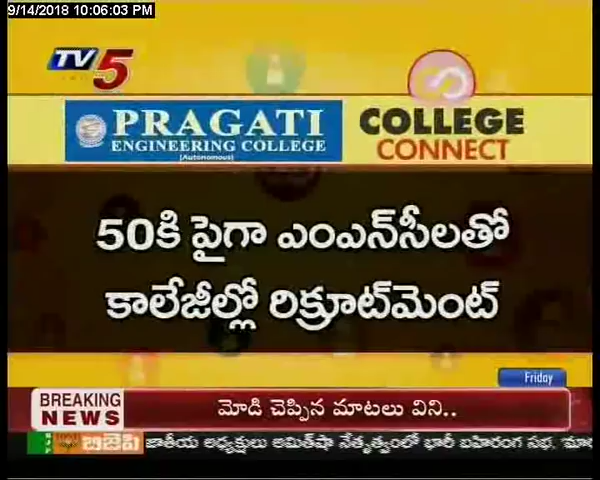 9/14/2018 10:06:03 PM
TV5
PRAGATI
ENGINEERING COLLEGE
(Autonomous)
COLLEGE
CONNECT
50కి పైగా ఎంఎన్‌సీలతో
కాలేజీల్లో రిక్రూట్‌మెంట్
Friday
BREAKING
NEWS
మోడి చెప్పిన మాటలు విని..
బిజెపి జాతీయ అధ్యక్షులు అమిత్‌షా నేతృత్వంలో భారీ బహిరంగ సభ.